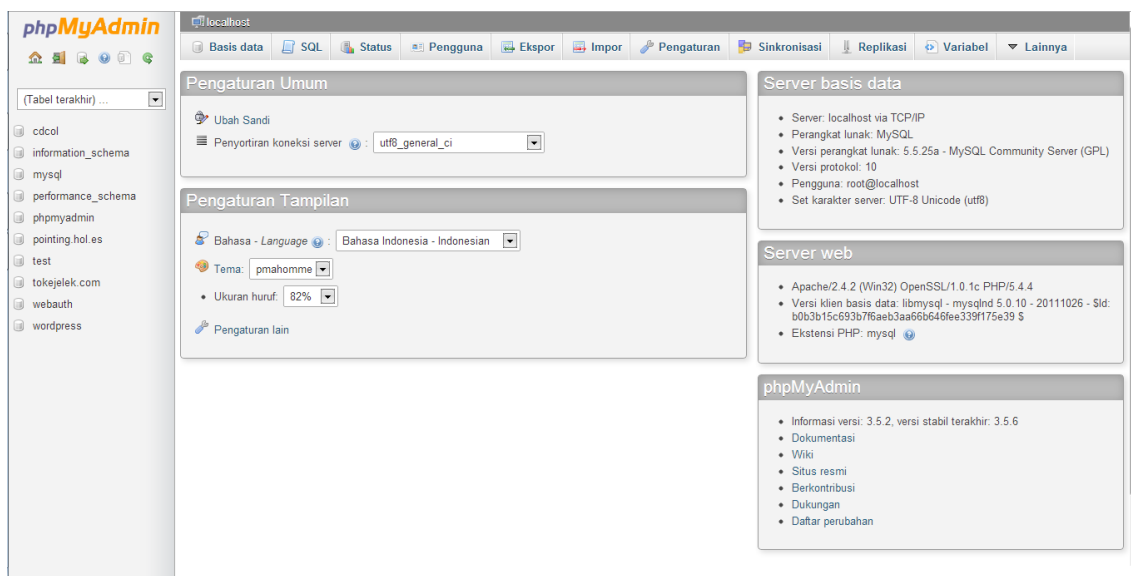 phpMyAdmin
(Tabel terakhir) ...
cdcol
information_schema
mysql
performance_schema
phpmyadmin
pointing.hol.es
test
tokejelek.com
webauth
wordpress
localhost
Basis data SQL Status Pengguna Ekspor Impor Pengaturan Sinkronisasi Replikasi Variabel Lainnya
Pengaturan Umum
Ubah Sandi
Penyortiran koneksi server : utf8_general_ci
Pengaturan Tampilan
Bahasa - Language : Bahasa Indonesia - Indonesian
Tema: pmahomme
Ukuran huruf: 82%
Pengaturan lain
Server basis data
Server: localhost via TCP/IP
Perangkat lunak: MySQL
Versi perangkat lunak: 5.5.25a - MySQL Community Server (GPL)
Versi protokol: 10
Pengguna: root@localhost
Set karakter server: UTF-8 Unicode (utf8)
Server web
Apache/2.4.2 (Win32) OpenSSL/1.0.1c PHP/5.4.4
Versi klien basis data: libmysql - mysqlnd 5.0.10 - 20111026 - $Id:
b0b3b15c693b7f6aeb3aa66b646fee339f175e39 $
Ekstensi PHP: mysql
phpMyAdmin
Informasi versi: 3.5.2, versi stabil terakhir: 3.5.6
Dokumentasi
Wiki
Situs resmi
Berkontribusi
Dukungan
Daftar perubahan